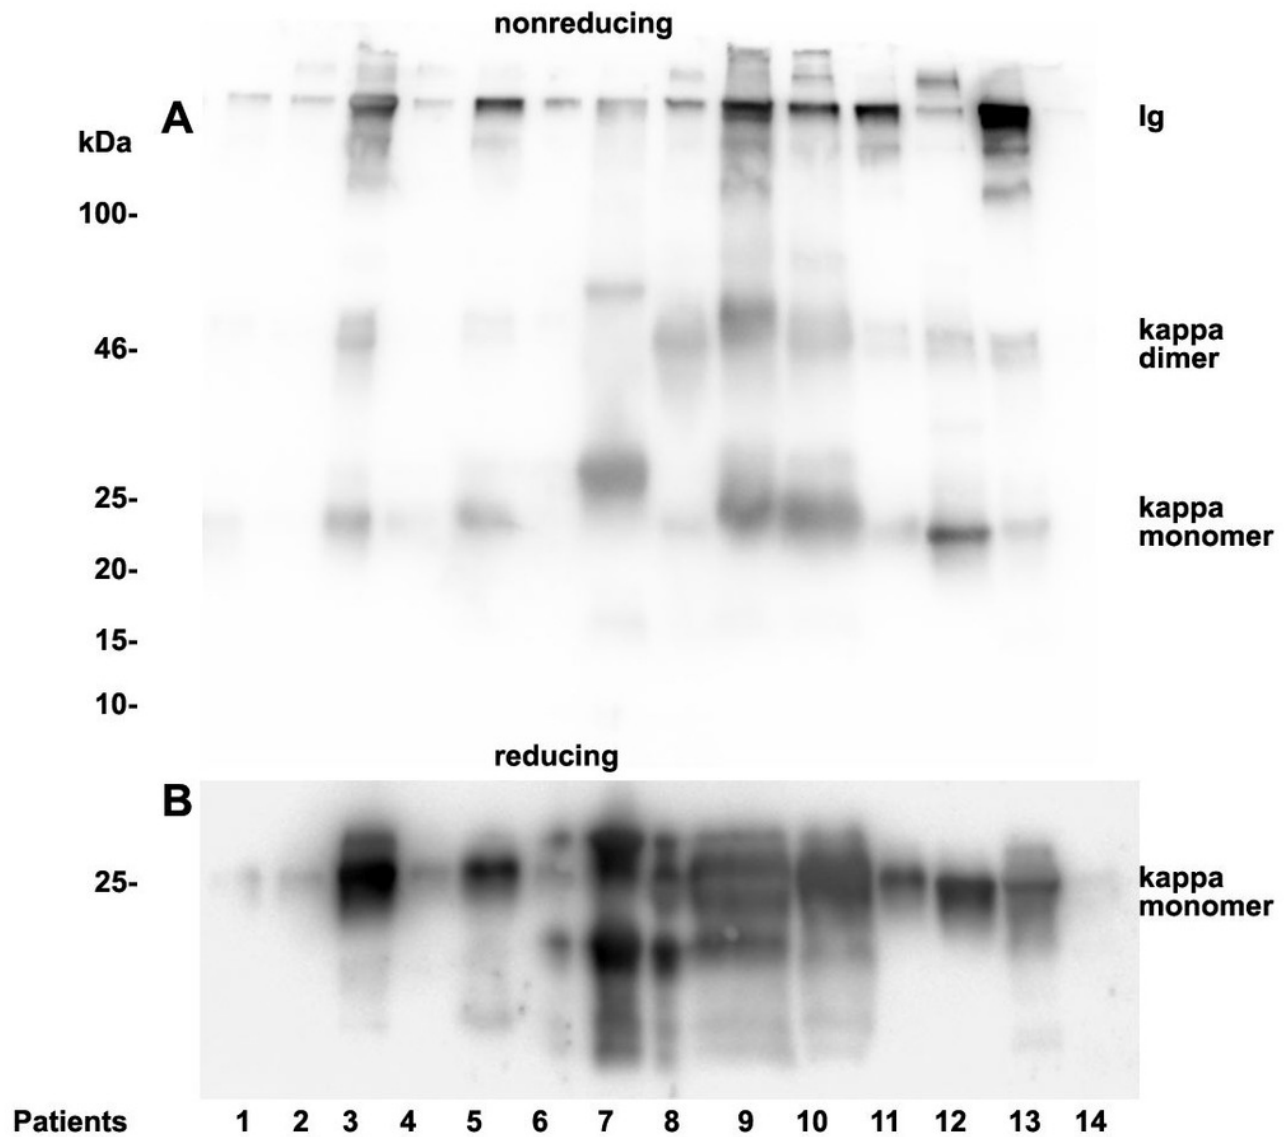 nonreducing
A
Ig
kDa
100-
kappa
dimer
46-
25-
kappa
monomer
20-
15-
10-
reducing
B
25-
kappa
monomer
Patients 1 2 3 4 5 6 7 8 9 10 11 12 13 14